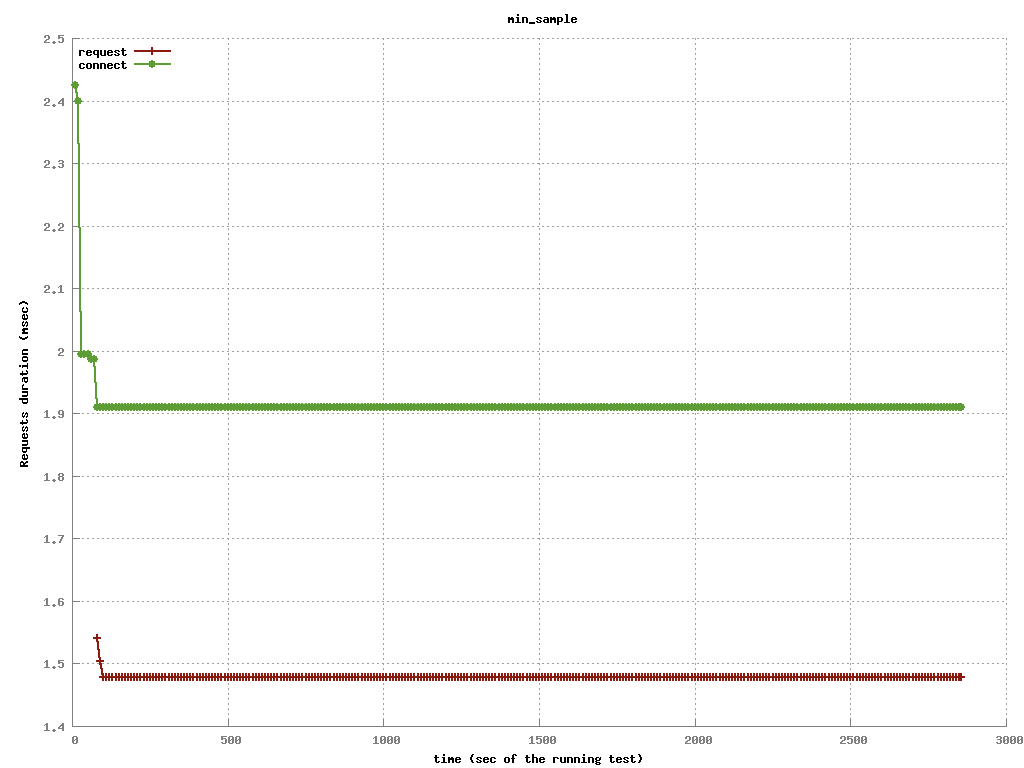 min_sample
2.5
request
connect
2.4
2.3
2.2
2.1
2
1.9
1.8
1.7
1.6
1.5
1.4
Requests duration (msec)
0 500 1000 1500 2000 2500 3000
time (sec of the running test)